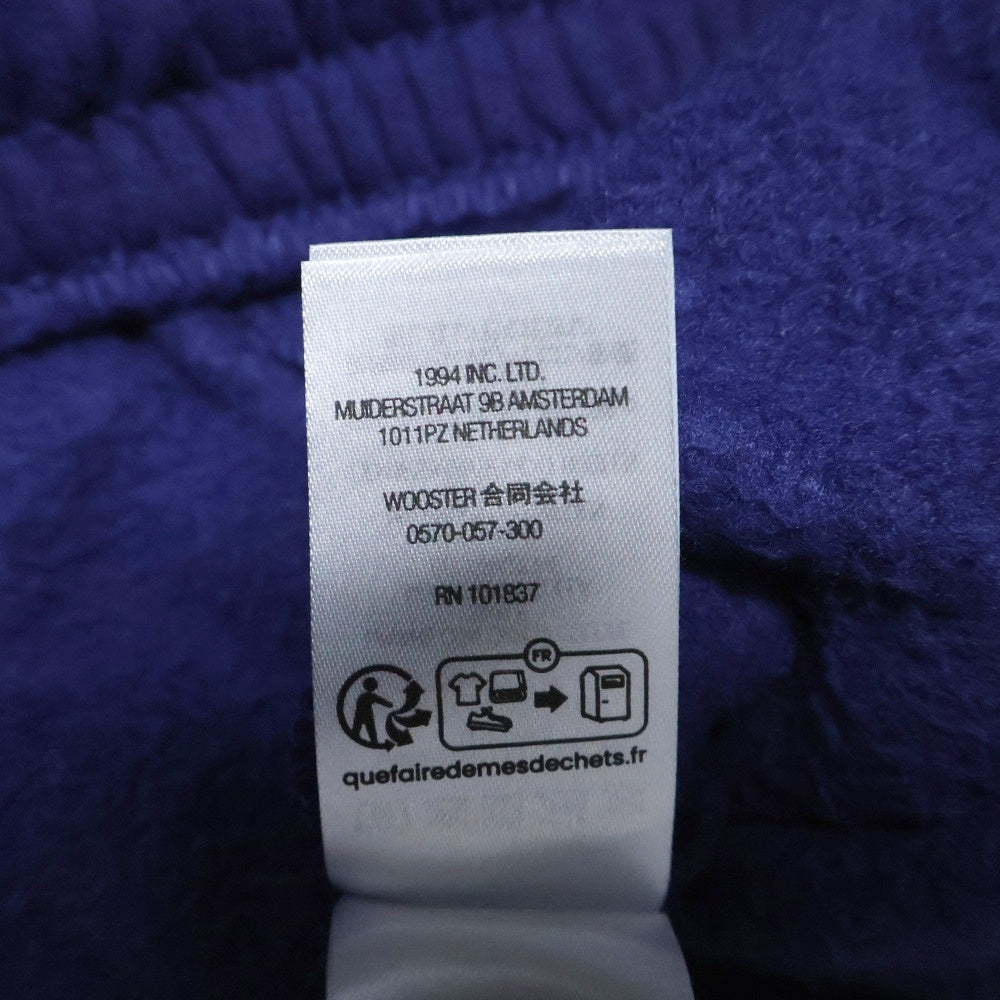 1994 INC. LTD.
MUIDERSTRAAT 9B AMSTERDAM
1011PZ NETHERLANDS
WOOSTER 合同会社
0570-057-300
RN 101837
FR
quefairedemesdechets.fr